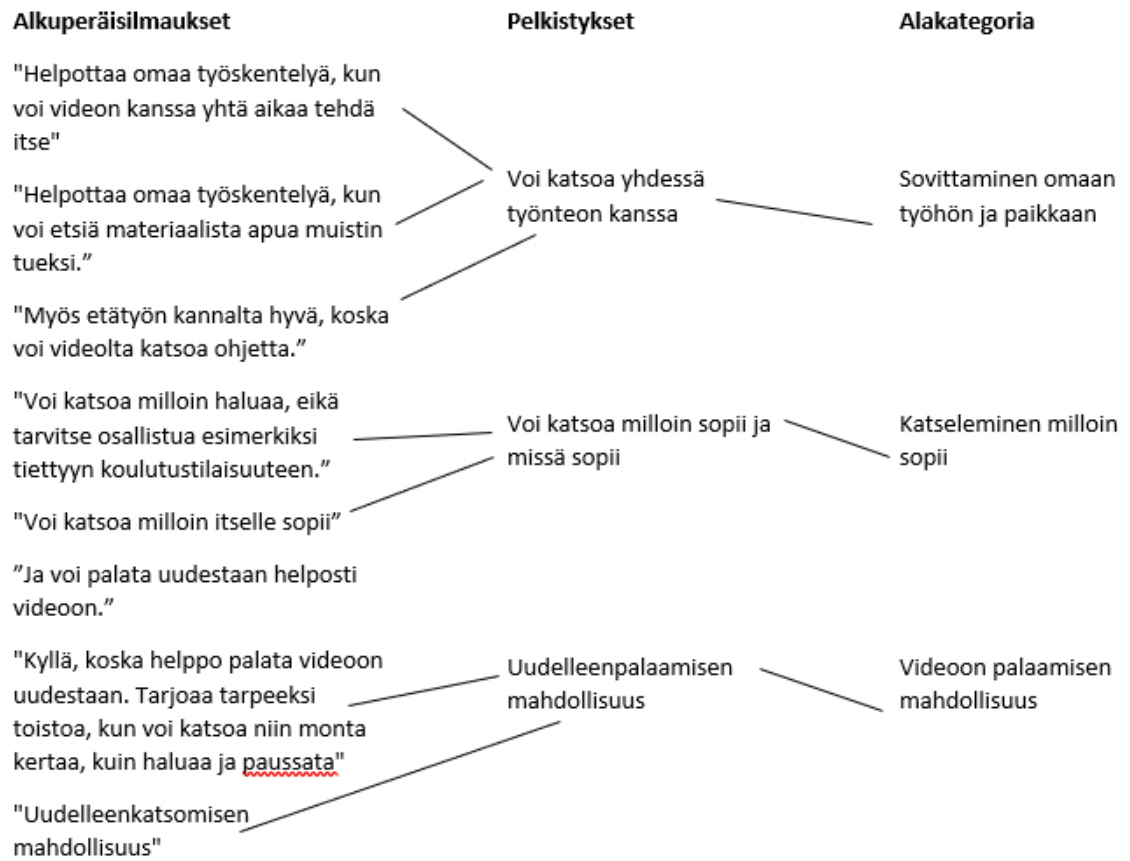 Alkuperäisilmaukset
Pelkistykset
Alakategoria
"Helpottaa omaa työskentelyä, kun
voi videon kanssa yhtä aikaa tehdä
itse"
"Helpottaa omaa työskentelyä, kun
voi etsiä materiaalista apua muistin
tueksi.”
"Myös etätyön kannalta hyvä, koska
voi videolta katsoa ohjetta.”
Voi katsoa yhdessä
työnteon kanssa
Sovittaminen omaan
työhön ja paikkaan
"Voi katsoa milloin haluaa, eikä
tarvitse osallistua esimerkiksi
tiettyyn koulutustilaisuuteen.”
"Voi katsoa milloin itselle sopii”
Voi katsoa milloin sopii ja
missä sopii
Katseleminen milloin
sopii
”Ja voi palata uudestaan helposti
videoon.”
"Kyllä, koska helppo palata videoon
uudestaan. Tarjoaa tarpeeksi
toistoa, kun voi katsoa niin monta
kertaa, kuin haluaa ja paussata"
"Uudelleenkatsomisen
mahdollisuus"
Uudelleenpalaamisen
mahdollisuus
Videoon palaamisen
mahdollisuus